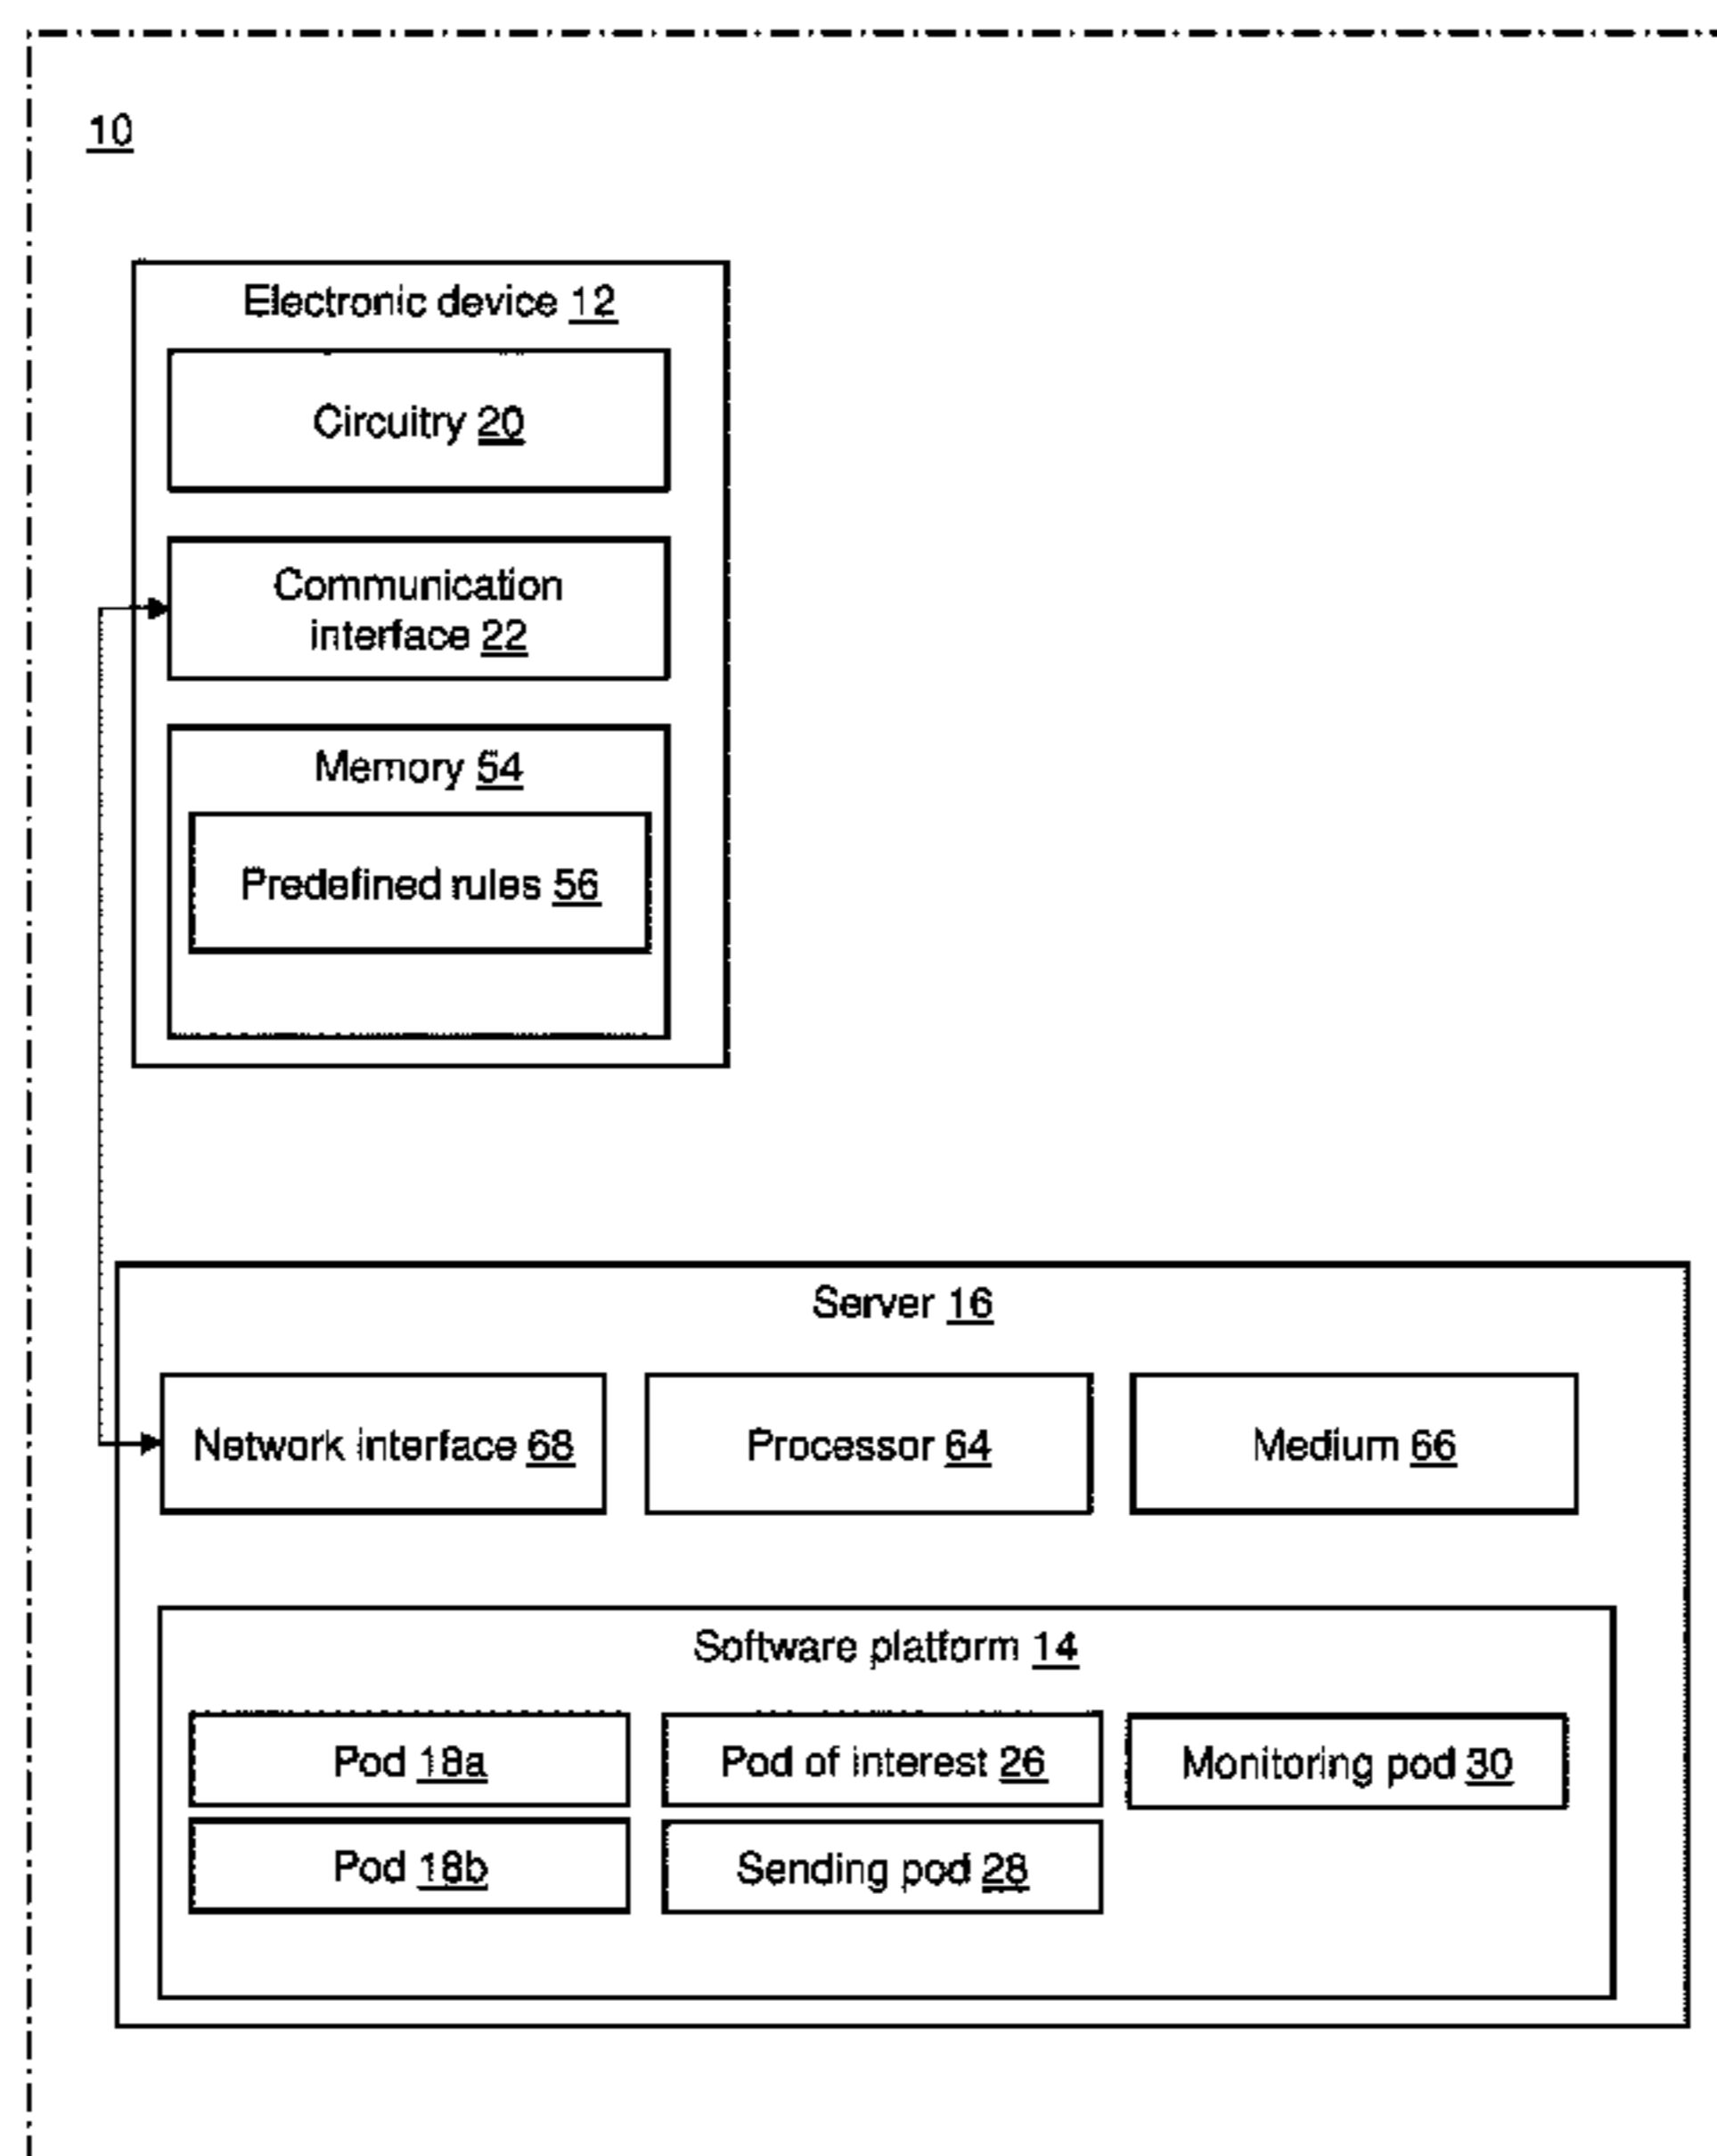 10
Electronic device 12
Circuitry 20
Communication
interface 22
Memory 54
Predefined rules 56
Server 16
Network interface 68
Processor 64
Medium 66
Software platform 14
Pod 18a
Pod of interest 26
Monitoring pod 30
Pod 18b
Sending pod 28